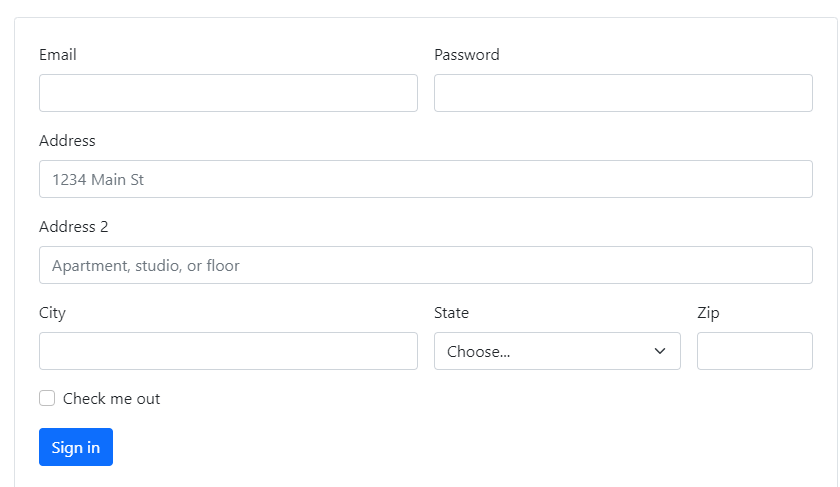 Email Password
Address
1234 Main St
Address 2
Apartment, studio, or floor
City State Zip
Choose...
Check me out
Sign in